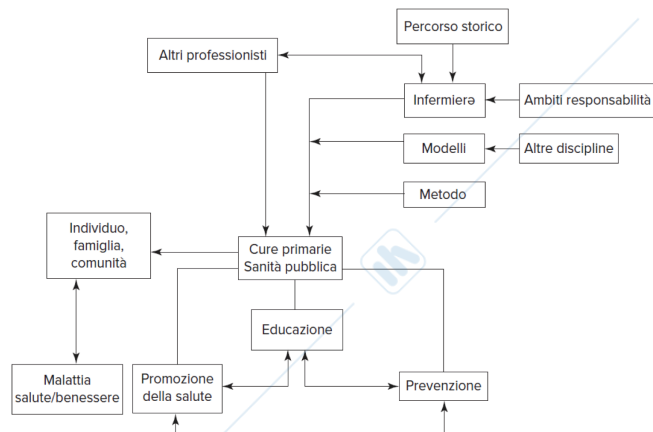 Percorso storico
Altri professionisti
Infermierə
Ambiti responsabilità
Modelli
Altre discipline
Metodo
Individuo,
famiglia,
comunità
Cure primarie
Sanità pubblica
Educazione
Malattia
salute/benessere
Promozione
della salute
Prevenzione